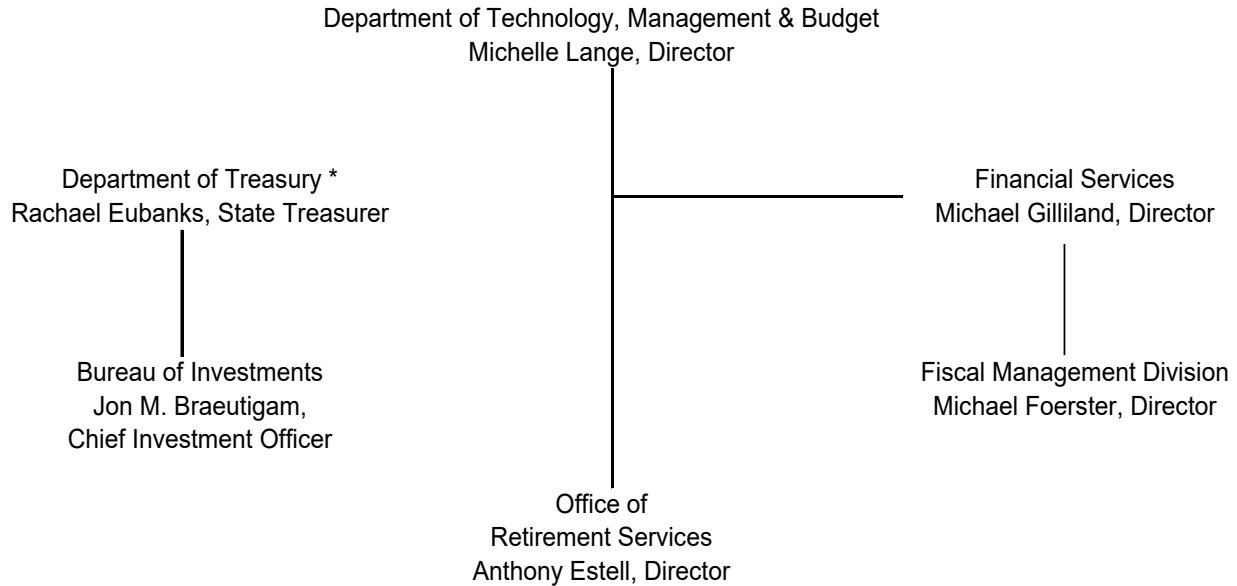 Department of Technology, Management & Budget
Michelle Lange, Director
Department of Treasury *
Rachael Eubanks, State Treasurer
Financial Services
Michael Gilliland, Director
Bureau of Investments
Jon M. Braeutigam,
Chief Investment Officer
Fiscal Management Division
Michael Foerster, Director
Office of
Retirement Services
Anthony Estell, Director